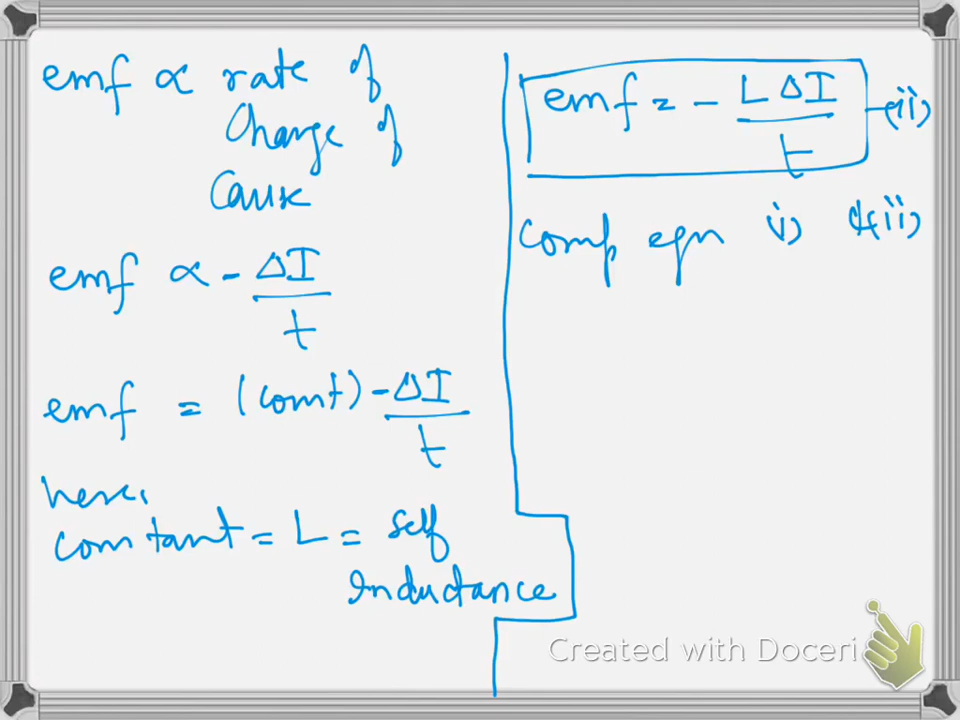 emf ∝ rate of
Change of
Cause
emf ∝ - ΔI
t
emf = (const) - ΔI
t
here,
constant = L = self
Inductance
emf = - L ΔI
t
-(ii)
Comp eqn i) & ii)
Created with Doceri